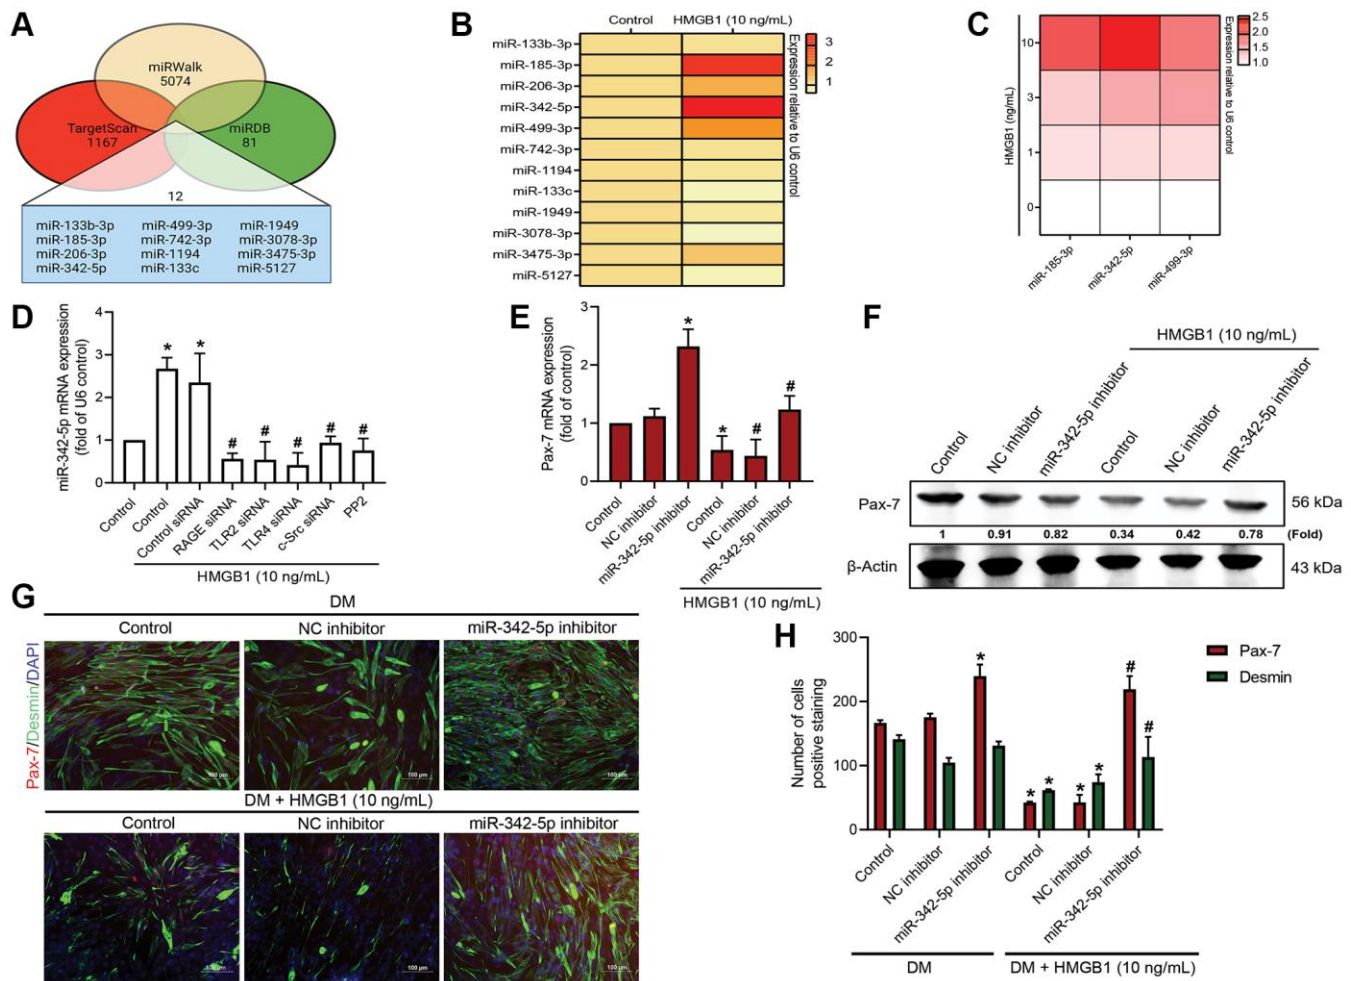 A
miRWalk
5074
TargetScan
1167
miRDB
81
12
miR-133b-3p miR-499-3p miR-1949
miR-185-3p miR-742-3p miR-3078-3p
miR-206-3p miR-1194 miR-3475-3p
miR-342-5p miR-133c miR-5127
B
Control HMGB1 (10 ng/mL)
miR-133b-3p
miR-185-3p
miR-206-3p
miR-342-5p
miR-499-3p
miR-742-3p
miR-1194
miR-133c
miR-1949
miR-3078-3p
miR-3475-3p
miR-5127
3
2
1
Expression relative to U6 control
C
HMGB1 (ng/mL)
10
3
1
0
miR-185-3p
miR-342-5p
miR-499-3p
2.5
2.0
1.5
1.0
Expression relative to U6 control
D
miR-342-5p mRNA expression
(fold of U6 control)
4
3
2
1
0
* * # # # # #
Control
Control
Control siRNA
RAGE siRNA
TLR2 siRNA
TLR4 siRNA
c-Src siRNA
PP2
HMGB1 (10 ng/mL)
E
Pax-7 mRNA expression
(fold of control)
3
2
1
0
* * # #
Control
NC inhibitor
miR-342-5p inhibitor
Control
NC inhibitor
miR-342-5p inhibitor
HMGB1 (10 ng/mL)
F
HMGB1 (10 ng/mL)
Control
NC inhibitor
miR-342-5p inhibitor
Control
NC inhibitor
miR-342-5p inhibitor
Pax-7 56 kDa
1 0.91 0.82 0.34 0.42 0.78 (Fold)
β-Actin 43 kDa
G
DM
Control NC inhibitor miR-342-5p inhibitor
Pax-7/Desmin/DAPI
100 µm 100 µm 100 µm
DM + HMGB1 (10 ng/mL)
Control NC inhibitor miR-342-5p inhibitor
100 µm 100 µm 100 µm
H
Number of cells
positive staining
300
200
100
0
* * * * * # #
Pax-7
Desmin
Control
NC inhibitor
miR-342-5p inhibitor
Control
NC inhibitor
miR-342-5p inhibitor
DM DM + HMGB1 (10 ng/mL)